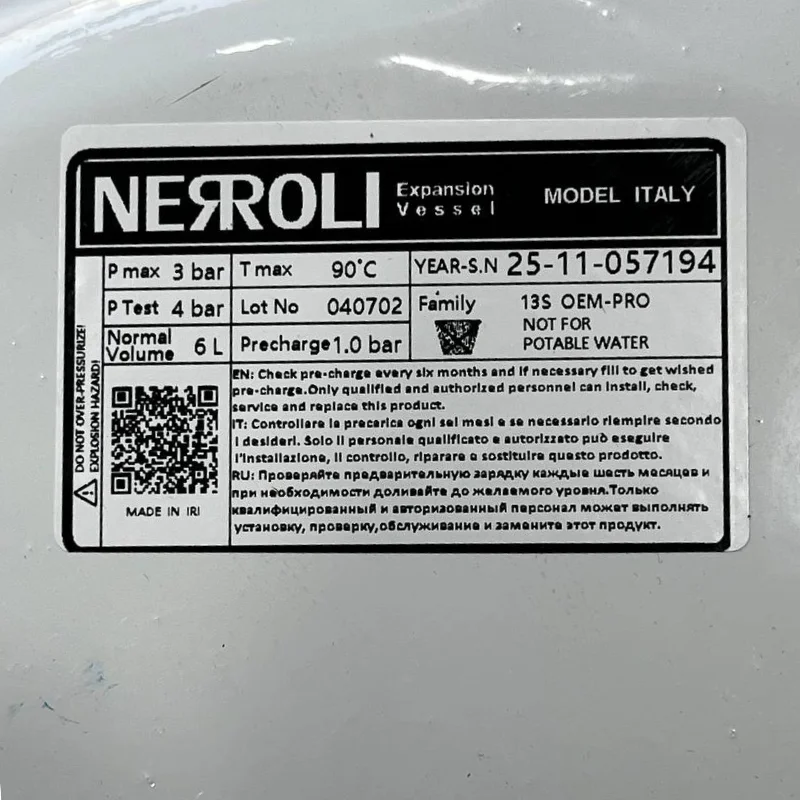 NERROLI Expansion Vessel MODEL ITALY
P max 3 bar T max 90°C YEAR-S.N 25-11-057194
P Test 4 bar Lot No 040702 Family 13S OEM-PRO
NOT FOR
Normal Volume 6 L Precharge 1.0 bar POTABLE WATER
DO NOT OVER-PRESSURIZE!
EXPLOSION HAZARD!
MADE IN IRI
EN: Check pre-charge every six months and if necessary fill to get wished
pre-charge.Only qualified and authorized personnel can install, check,
service and replace this product.
IT: Controllare la precarica ogni sei mesi e se necessario riempire secondo
i desideri. Solo il personale qualificato e autorizzato può eseguire
l'installazione, il controllo, riparare o sostituire questo prodotto.
RU: Проверяйте предварительную зарядку каждые шесть месяцев и
при необходимости доливайте до желаемого уровня.Только
квалифицированный и авторизованный персонал может выполнять
установку, проверку,обслуживание и замените этот продукт.